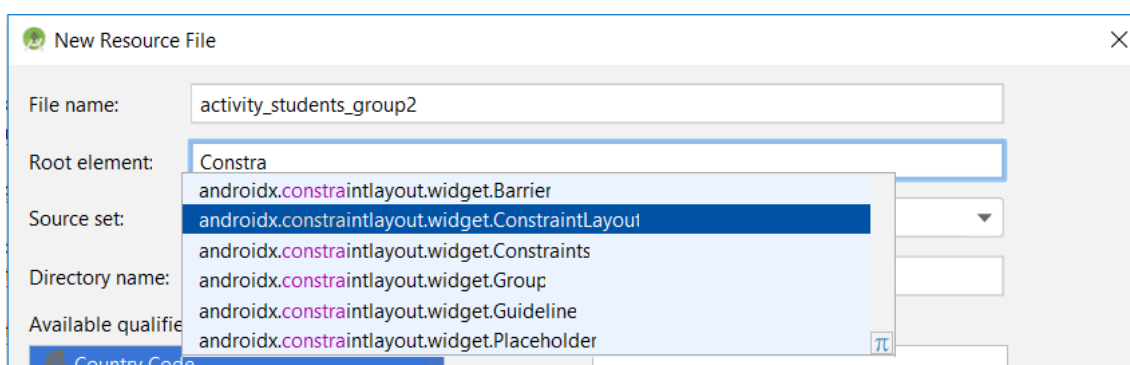 New Resource File
File name: activity_students_group2
Root element: Constra
androidx.constraintlayout.widget.Barrier
Source set: androidx.constraintlayout.widget.ConstraintLayout
androidx.constraintlayout.widget.Constraints
Directory name: androidx.constraintlayout.widget.Group
androidx.constraintlayout.widget.Guideline
Available qualifie androidx.constraintlayout.widget.Placeholder
π
Country Code